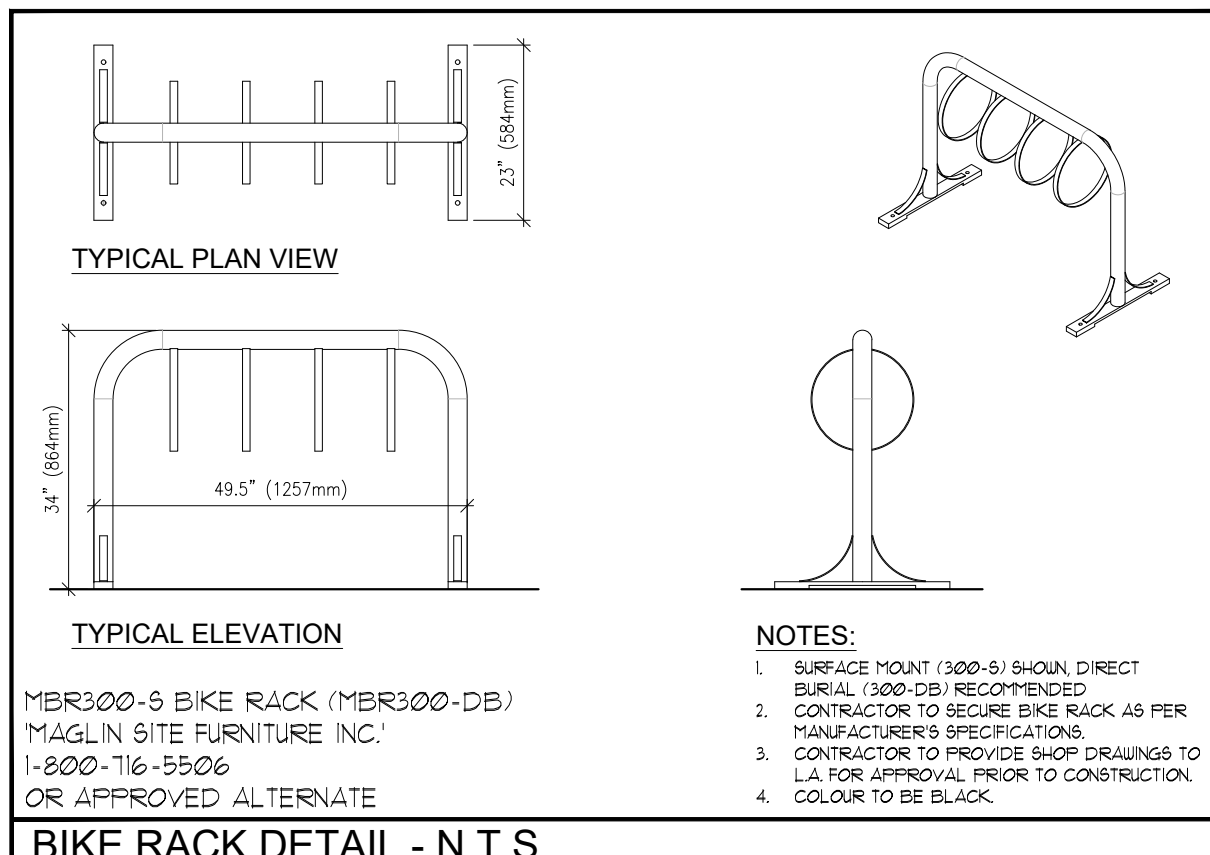 23" (584mm)
TYPICAL PLAN VIEW
34" (864mm)
49.5" (1257mm)
TYPICAL ELEVATION
MBR300-S BIKE RACK (MBR300-DB)
'MAGLIN SITE FURNITURE INC.'
1-800-716-5506
OR APPROVED ALTERNATE
NOTES:
1. SURFACE MOUNT (300-S) SHOWN, DIRECT
BURIAL (300-DB) RECOMMENDED
2. CONTRACTOR TO SECURE BIKE RACK AS PER
MANUFACTURER'S SPECIFICATIONS.
3. CONTRACTOR TO PROVIDE SHOP DRAWINGS TO
L.A. FOR APPROVAL PRIOR TO CONSTRUCTION.
4. COLOUR TO BE BLACK.
BIKE RACK DETAIL - N.T.S.